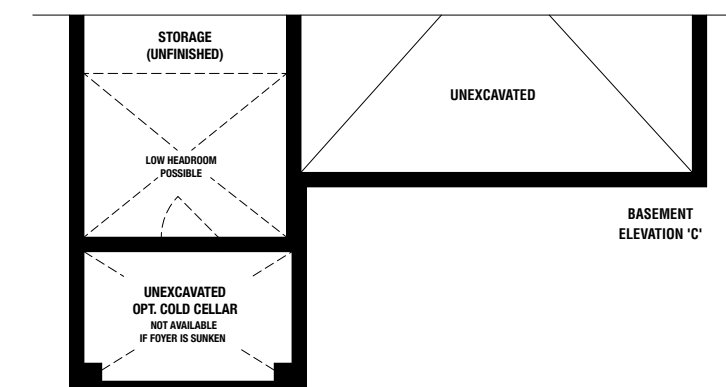 STORAGE
(UNFINISHED)
UNEXCAVATED
LOW HEADROOM
POSSIBLE
BASEMENT
ELEVATION 'C'
UNEXCAVATED
OPT. COLD CELLAR
NOT AVAILABLE
IF FOYER IS SUNKEN